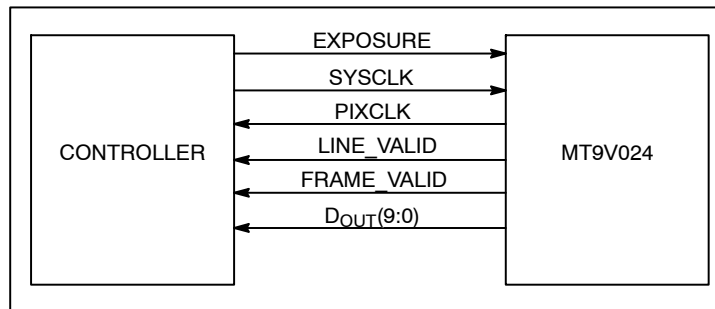 EXPOSURE
SYSCLK
PIXCLK
CONTROLLER
LINE_VALID
MT9V024
FRAME_VALID
DOUT(9:0)